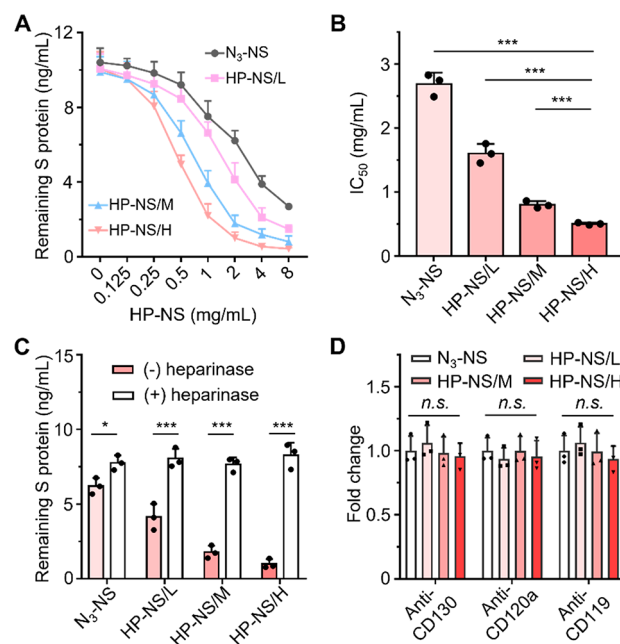 A
Remaining S protein (ng/mL)
12
8
4
0
N₃-NS
HP-NS/L
HP-NS/M
HP-NS/H
0
0.125
0.25
0.5
1
2
4
8
HP-NS (mg/mL)
B
IC₅₀ (mg/mL)
3
2
1
0
***
***
***
N₃-NS
HP-NS/L
HP-NS/M
HP-NS/H
C
Remaining S protein (ng/mL)
15
10
5
0
(-) heparinase
(+) heparinase
*
***
***
***
N₃-NS
HP-NS/L
HP-NS/M
HP-NS/H
D
Fold change
1.5
1.0
0.5
0
N₃-NS
HP-NS/L
HP-NS/M
HP-NS/H
n.s.
n.s.
n.s.
Anti-
CD130
Anti-
CD120a
Anti-
CD119